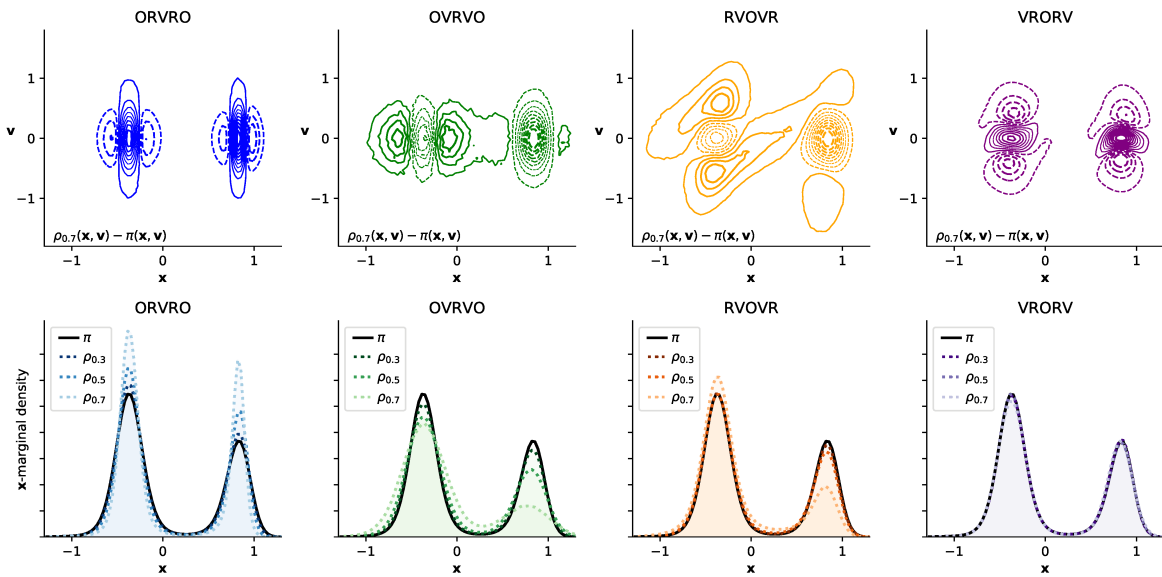 ORVRO
OVRVO
RVOVR
VRORV
1
0
−1
v
ρ0.7(x, v) − π(x, v)
−1 0 1
x
1
0
−1
v
ρ0.7(x, v) − π(x, v)
−1 0 1
x
1
0
−1
v
ρ0.7(x, v) − π(x, v)
−1 0 1
x
1
0
−1
v
ρ0.7(x, v) − π(x, v)
−1 0 1
x
ORVRO
x-marginal density
π
ρ0.3
ρ0.5
ρ0.7
−1 0 1
x
OVRVO
π
ρ0.3
ρ0.5
ρ0.7
−1 0 1
x
RVOVR
π
ρ0.3
ρ0.5
ρ0.7
−1 0 1
x
VRORV
π
ρ0.3
ρ0.5
ρ0.7
−1 0 1
x